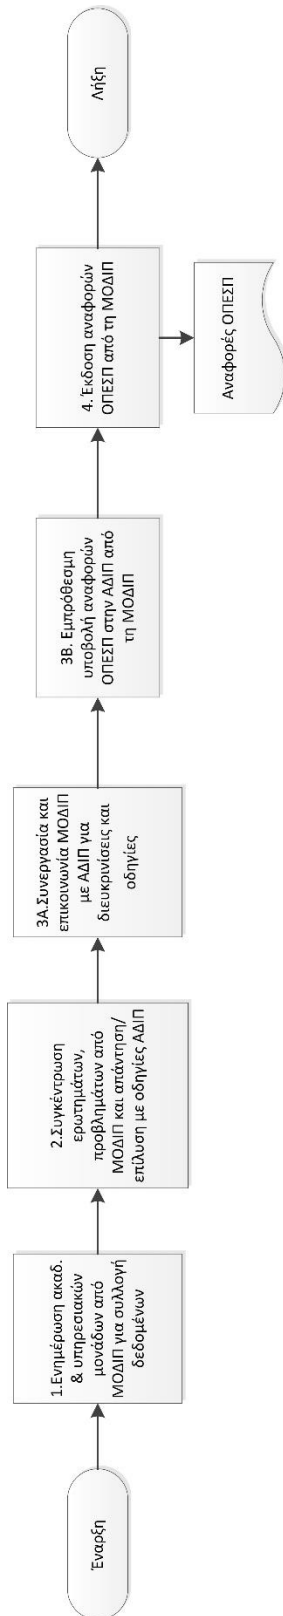 Έναρξη
1.Ενημέρωση ακαδ.
& υπηρεσιακών
μονάδων από
ΜΟΔΙΠ για συλλογή
δεδομένων
2.Συγκέντρωση
ερωτημάτων,
προβλημάτων από
ΜΟΔΙΠ και απάντηση/
επίλυση με οδηγίες ΑΔΙΠ
3Α.Συνεργασία και
επικοινωνία ΜΟΔΙΠ
με ΑΔΙΠ για
διευκρινίσεις και
οδηγίες
3Β. Εμπρόθεσμη
υποβολή αναφορών
ΟΠΕΣΠ στην ΑΔΙΠ από
τη ΜΟΔΙΠ
4. Έκδοση αναφορών
ΟΠΕΣΠ από τη ΜΟΔΙΠ
Αναφορές ΟΠΕΣΠ
Λήξη